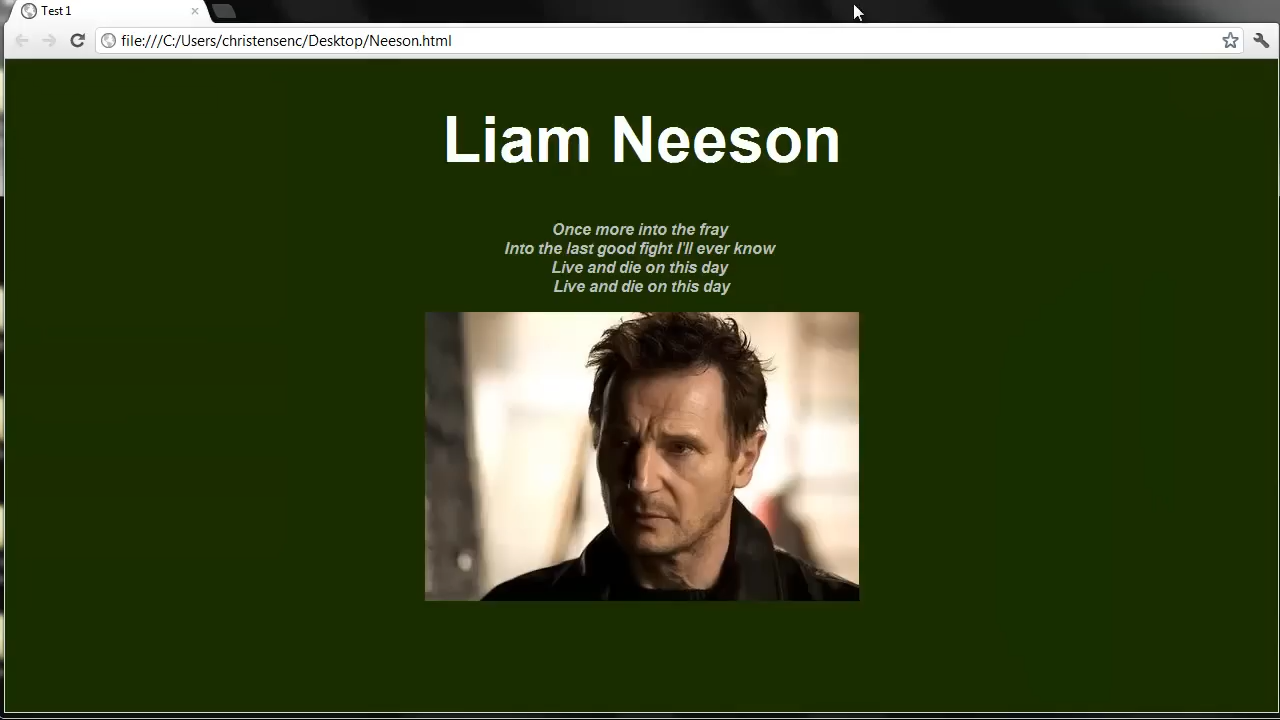 Test 1
file:///C:/Users/christensenc/Desktop/Neeson.html
Liam Neeson
Once more into the fray
Into the last good fight I'll ever know
Live and die on this day
Live and die on this day